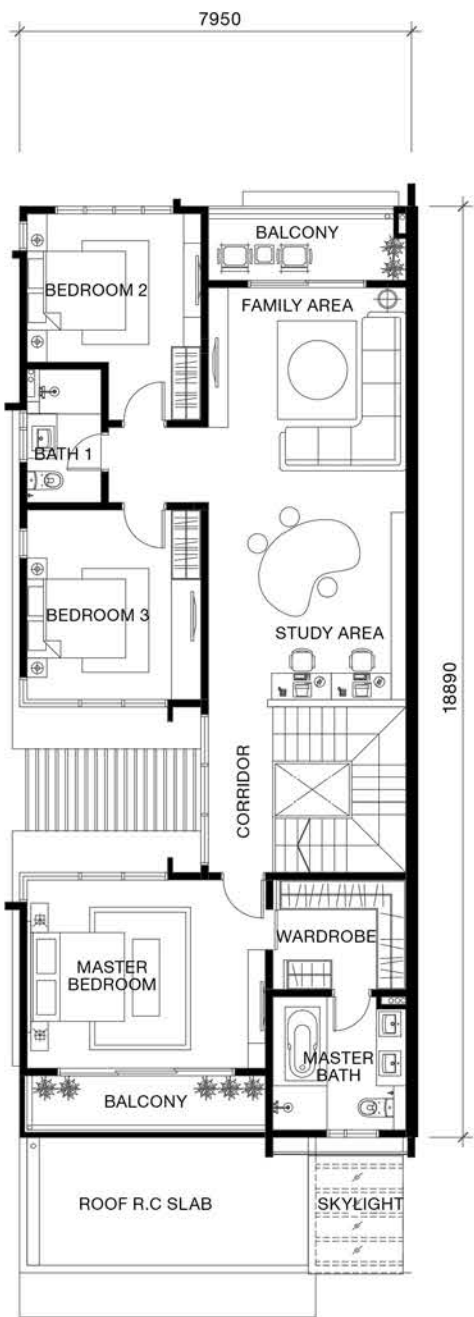 7950
BALCONY
BEDROOM 2
FAMILY AREA
BATH 1
BEDROOM 3
STUDY AREA
18890
CORRIDOR
WARDROBE
MASTER
BEDROOM
MASTER
BATH
BALCONY
ROOF R.C SLAB
SKYLIGHT